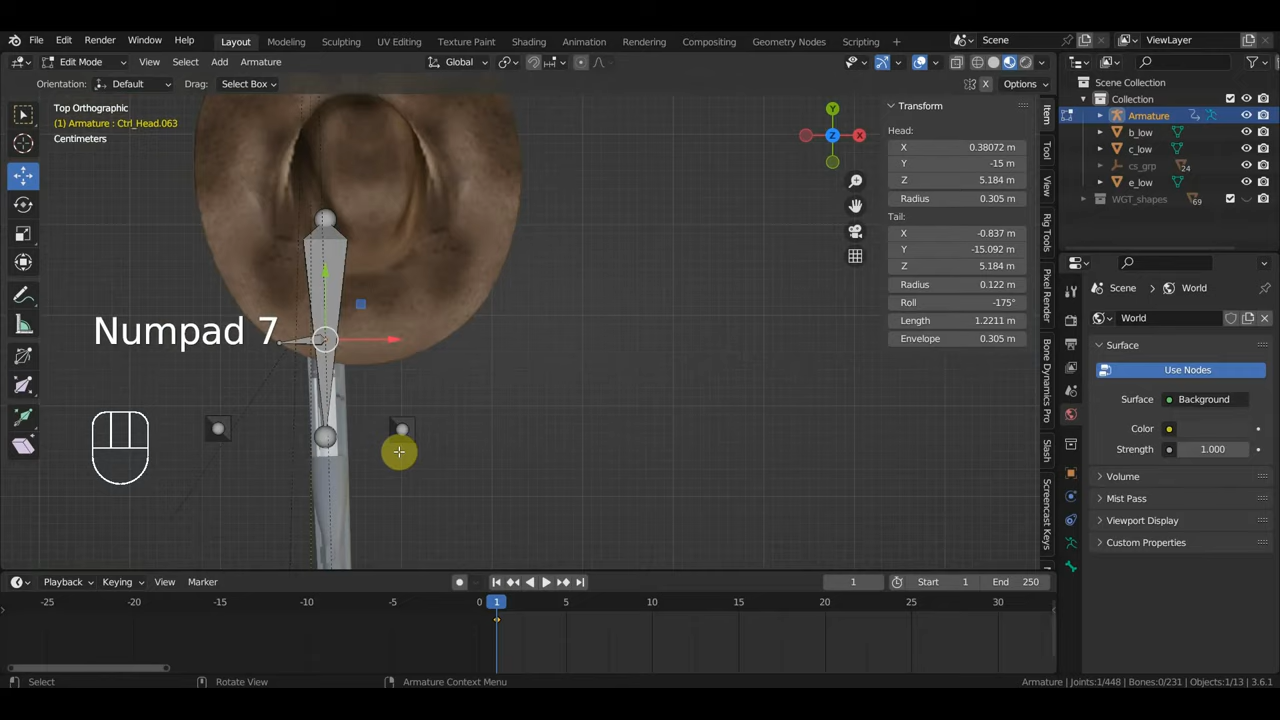 File Edit Render Window Help
Layout Modeling Sculpting UV Editing Texture Paint Shading Animation Rendering Compositing Geometry Nodes Scripting +
Scene
ViewLayer
Edit Mode View Select Add Armature
Global
Orientation: Default Drag: Select Box
X Options
Top Orthographic
(1) Armature : Ctrl_Head.063
Centimeters
Numpad 7
Y
Z
X
Transform
Head:
X 0.38072 m
Y -15 m
Z 5.184 m
Radius 0.305 m
Tail:
X -0.837 m
Y -15.092 m
Z 5.184 m
Radius 0.122 m
Roll -175°
Length 1.2211 m
Envelope 0.305 m
Item
Tool
View
Rig Tools
Pixel Render
Bone Dynamics Pro
Slash
Screencast Keys
Scene Collection
Collection
Armature
b_low
c_low
cs_grp 24
e_low
WGT_shapes 69
Scene World
World
Surface
Use Nodes
Surface Background
Color
Strength 1.000
Volume
Mist Pass
Viewport Display
Custom Properties
Playback Keying View Marker
1 Start 1 End 250
-25 -20 -15 -10 -5 0 1 5 10 15 20 25 30
Select Rotate View Armature Context Menu
Armature | Joints:1/448 | Bones:0/231 | Objects:1/13 | 3.6.1